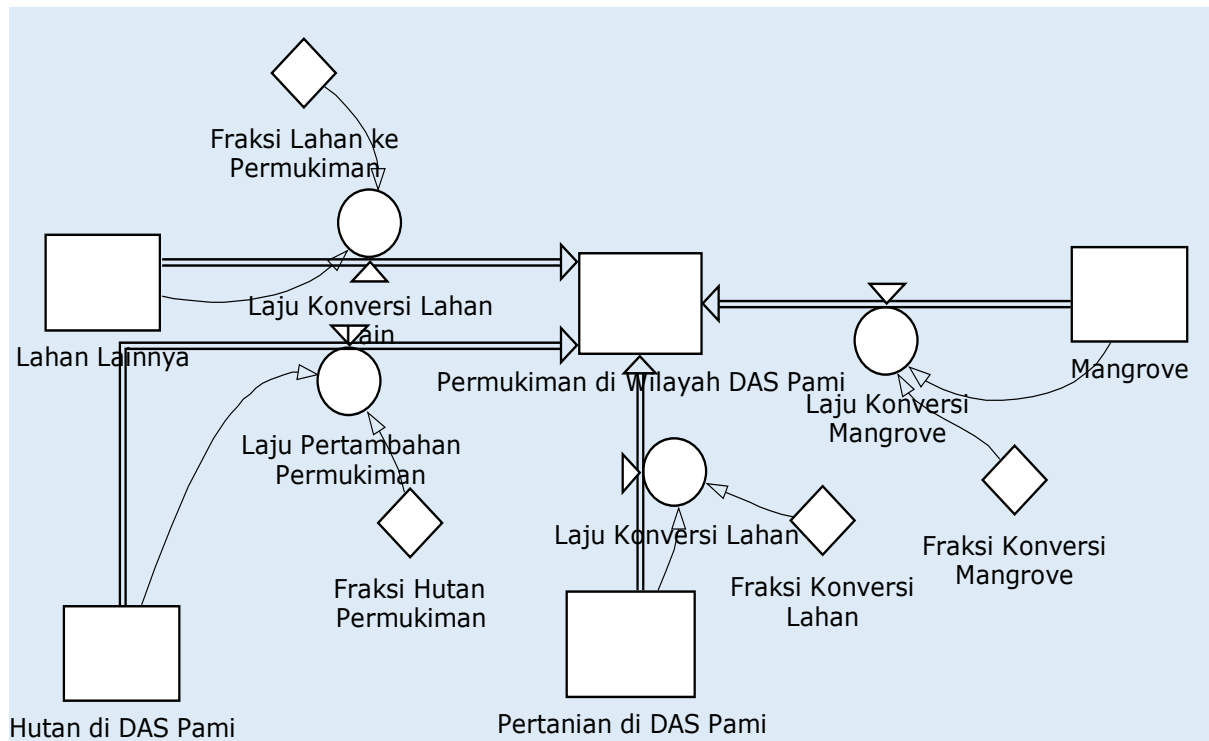 Fraksi Lahan ke
Permukiman
Laju Konversi Lahan
Lain
Lahan Lainnya
Permukiman di Wilayah DAS Pami
Mangrove
Laju Konversi
Mangrove
Laju Pertambahan
Permukiman
Laju Konversi Lahan
Fraksi Konversi
Mangrove
Fraksi Hutan
Permukiman
Fraksi Konversi
Lahan
Hutan di DAS Pami
Pertanian di DAS Pami